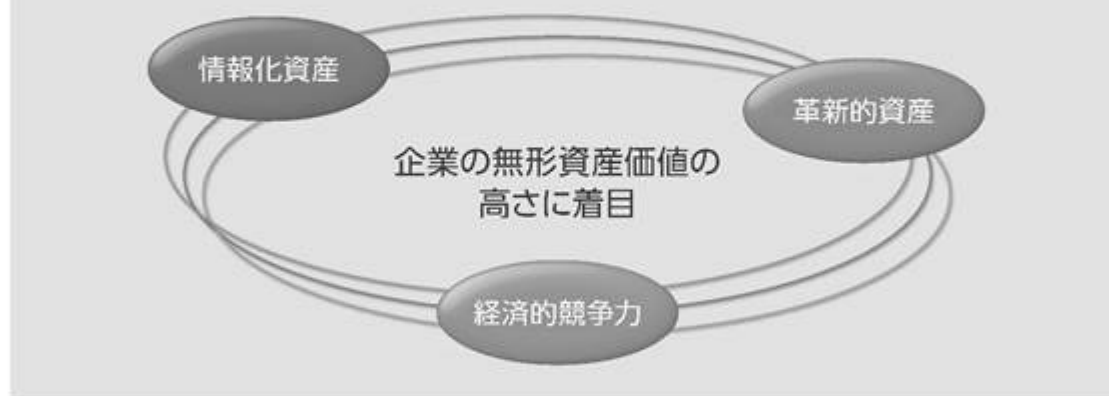 情報化資産
革新的資産
企業の無形資産価値の
高さに着目
経済的競争力